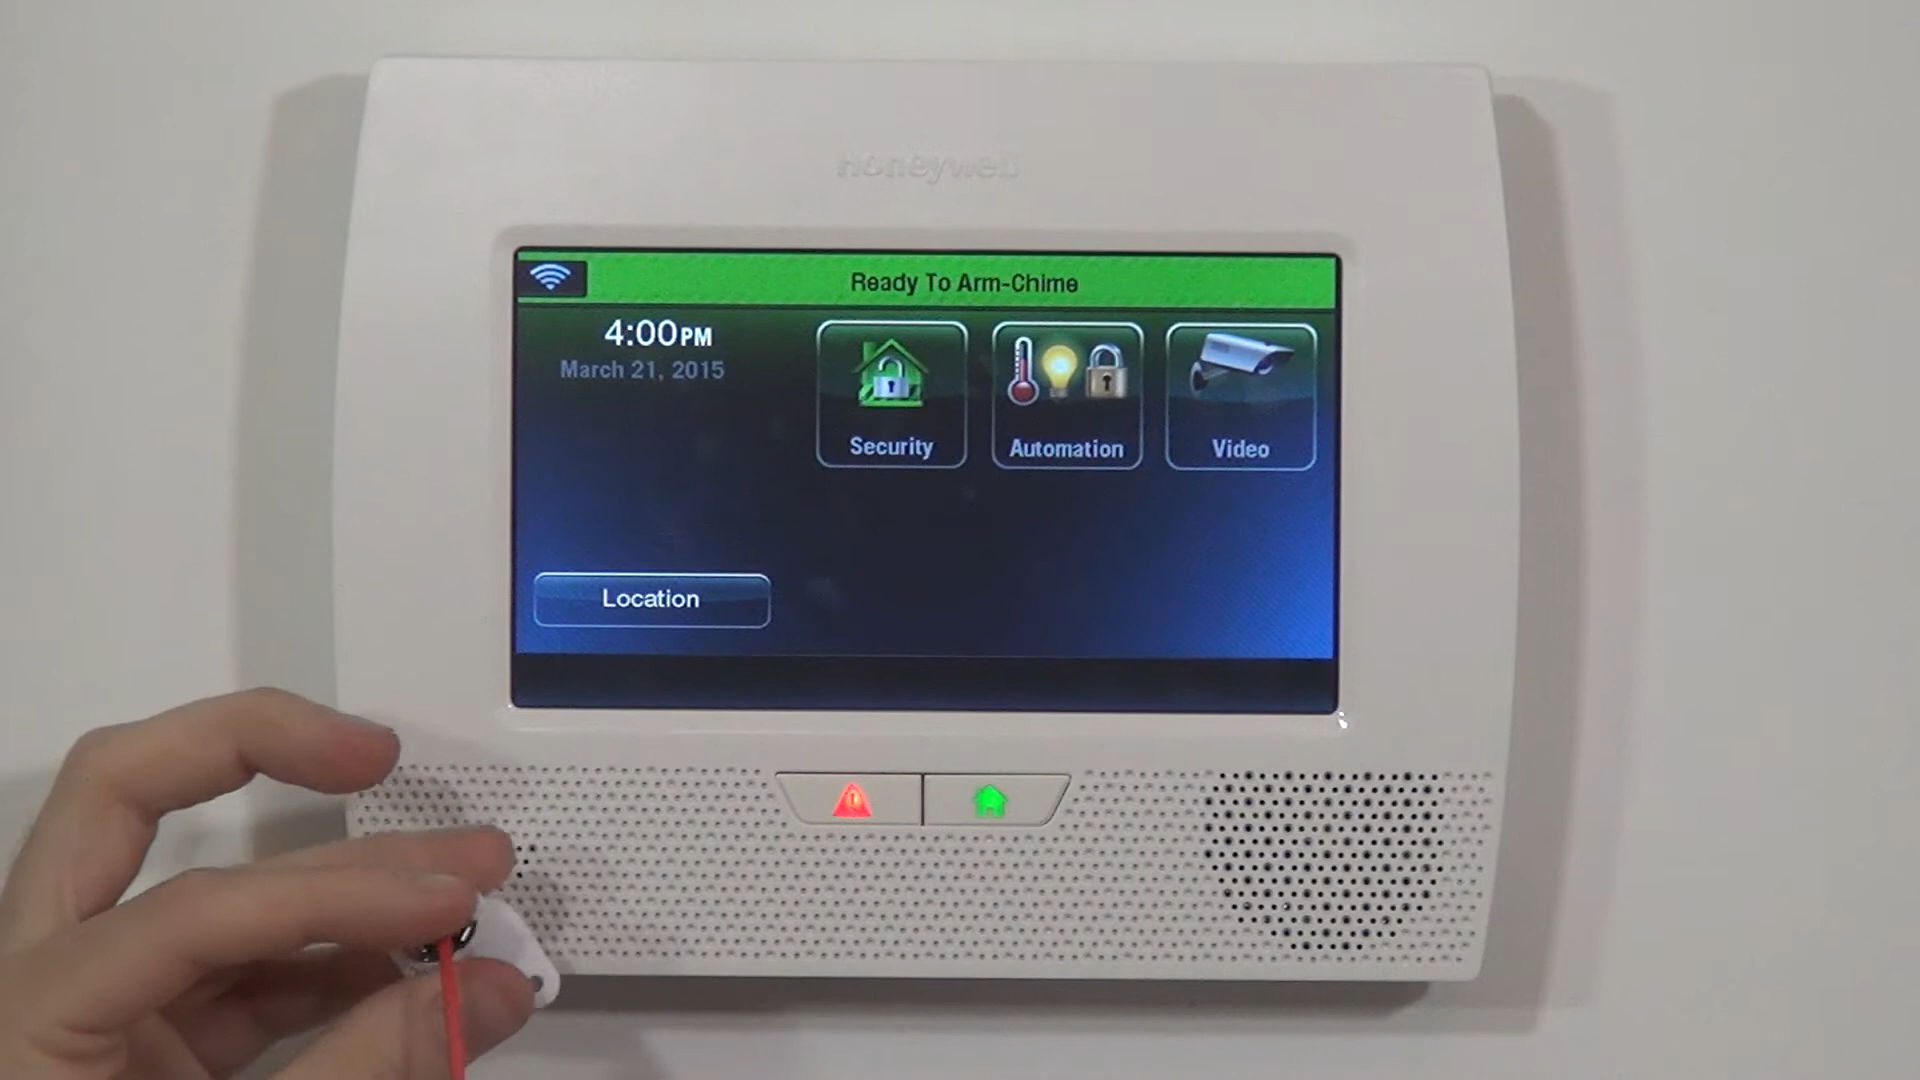 Honeywell
Ready To Arm-Chime
4:00PM
March 21, 2015
Security
Automation
Video
Location